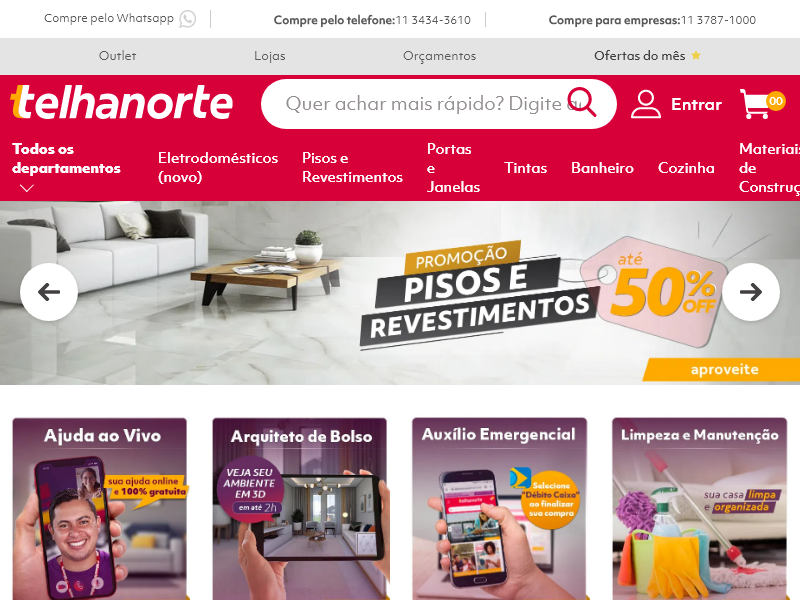 Compre pelo Whatsapp
Compre pelo telefone:11 3434-3610
Compre para empresas:11 3787-1000
Outlet
Lojas
Orçamentos
Ofertas do mês
telhanorte
Quer achar mais rápido? Digite aq
Entrar
00
Todos os
departamentos
Eletrodomésticos
(novo)
Pisos e
Revestimentos
Portas
e
Janelas
Tintas
Banheiro
Cozinha
Materiais
de
Construç
PROMOÇÃO
PISOS E
REVESTIMENTOS
até
50%
OFF
aproveite
Ajuda ao Vivo
sua ajuda online
e 100% gratuita
Arquiteto de Bolso
VEJA SEU
AMBIENTE
EM 3D
em até 2h
Auxílio Emergencial
telhanorte
Selecione
"Débito Caixa"
ao finalizar
sua compra
Limpeza e Manutenção
sua casa limpa
e organizada